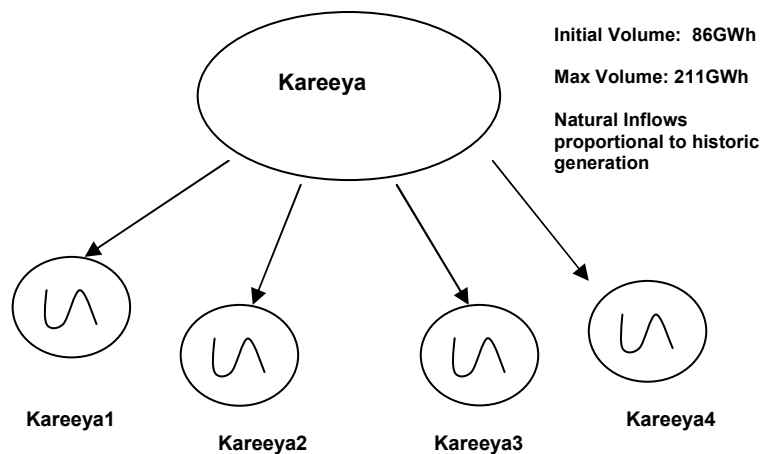 Kareeya
Initial Volume: 86GWh
Max Volume: 211GWh
Natural Inflows
proportional to historic
generation
Kareeya1
Kareeya2
Kareeya3
Kareeya4